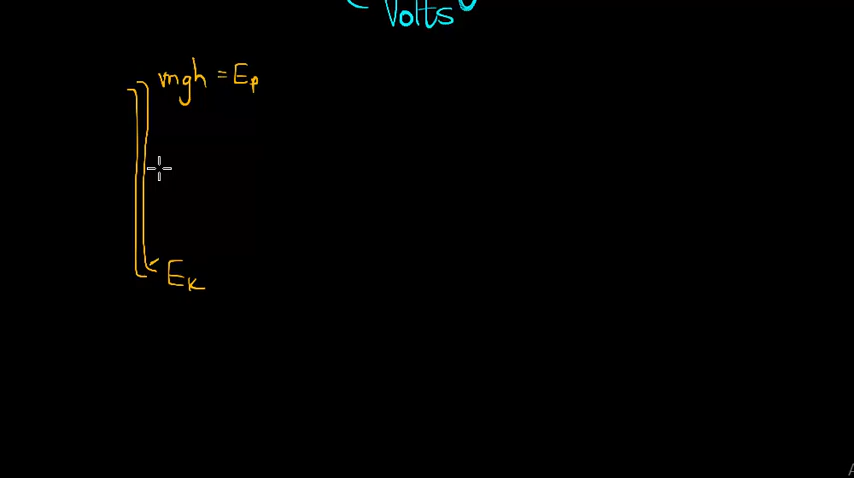 Volts
mgh = Ep
EK